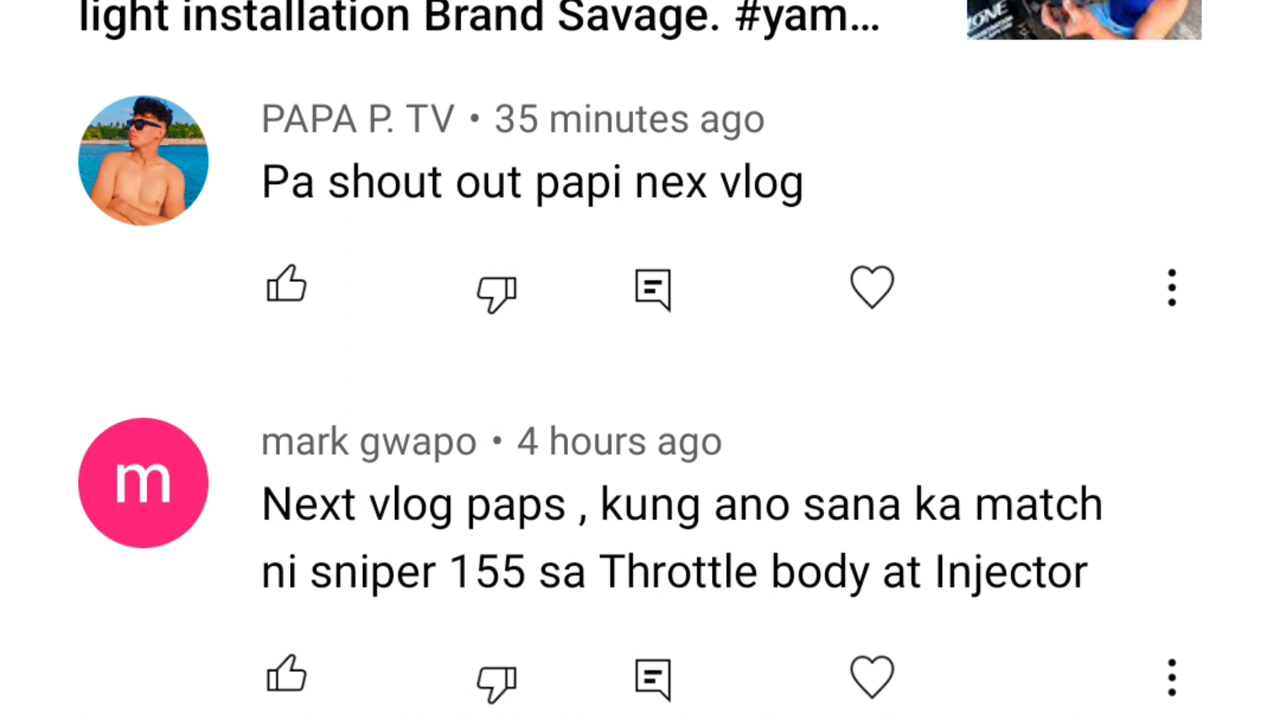 light installation Brand Savage. #yam...
PAPA P. TV • 35 minutes ago
Pa shout out papi nex vlog
m
mark gwapo • 4 hours ago
Next vlog paps , kung ano sana ka match
ni sniper 155 sa Throttle body at Injector